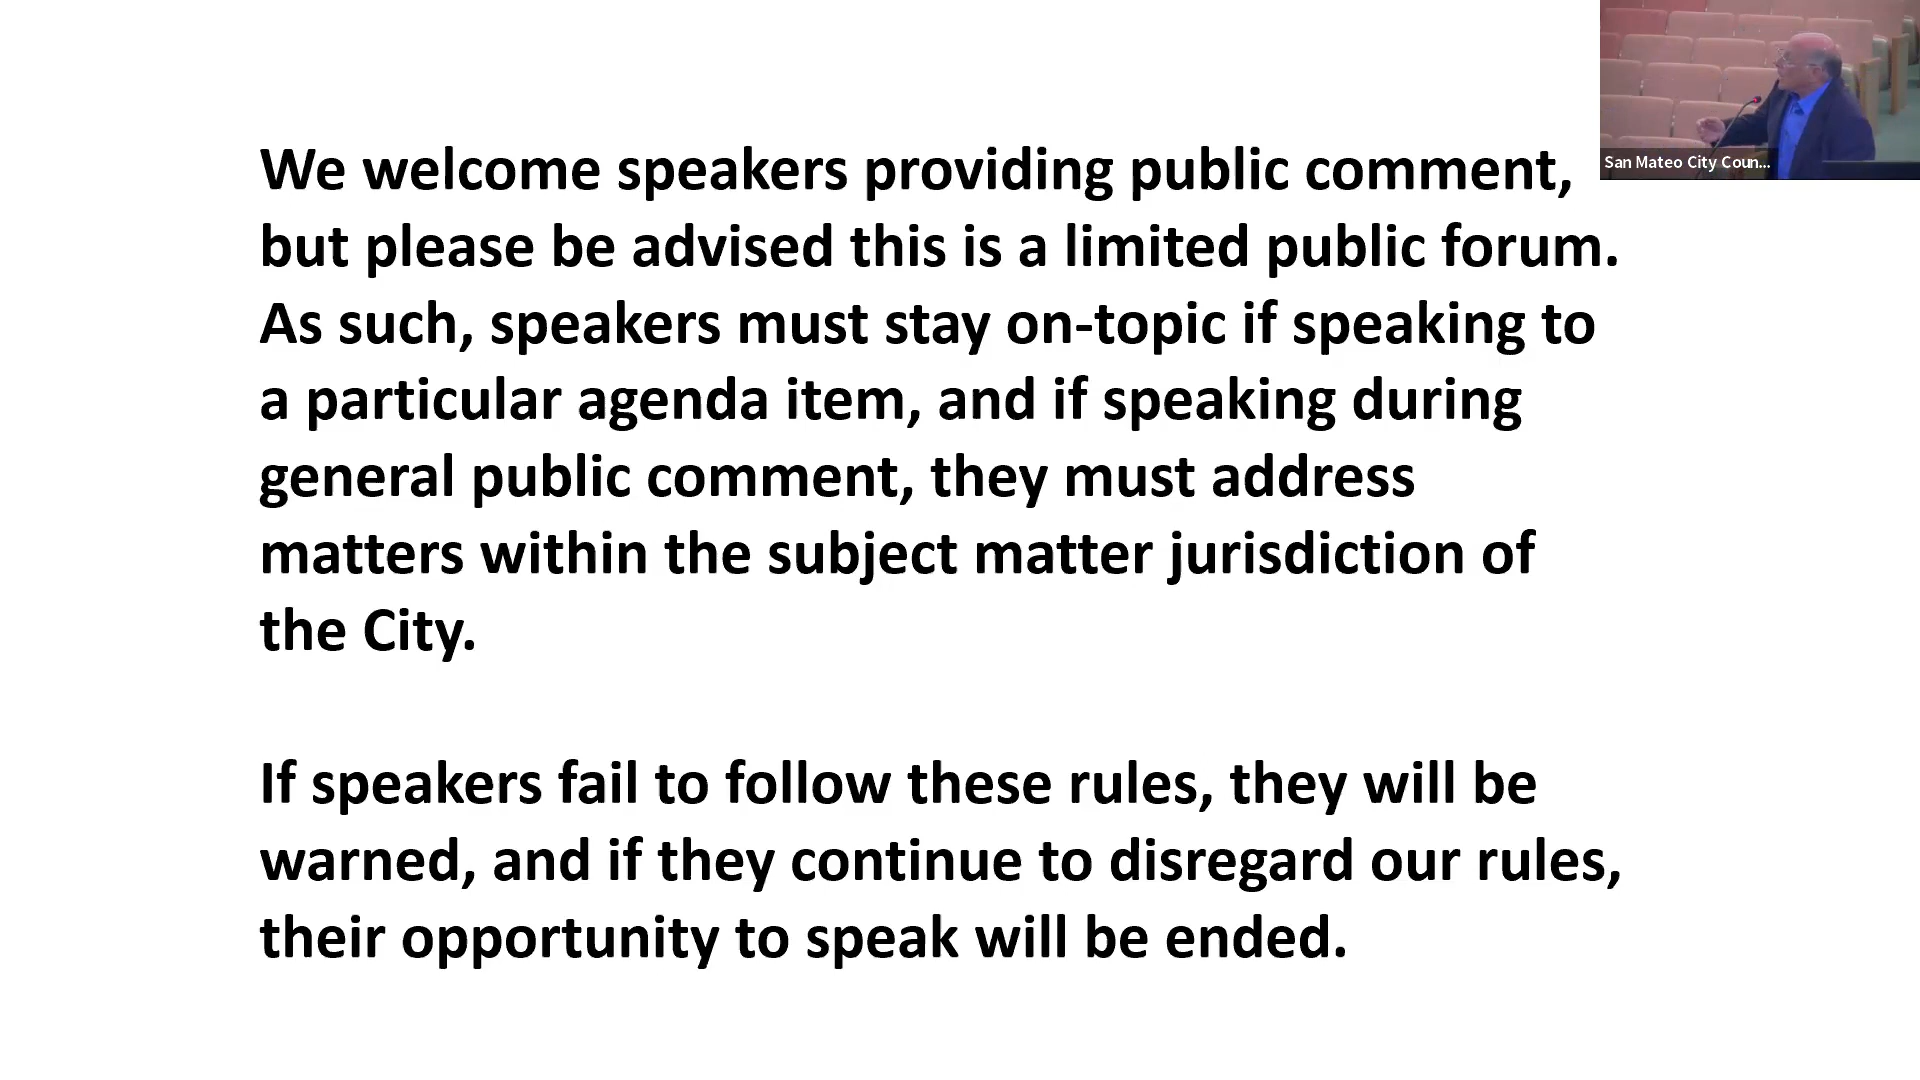 We welcome speakers providing public comment,
but please be advised this is a limited public forum.
As such, speakers must stay on-topic if speaking to
a particular agenda item, and if speaking during
general public comment, they must address
matters within the subject matter jurisdiction of
the City.
If speakers fail to follow these rules, they will be
warned, and if they continue to disregard our rules,
their opportunity to speak will be ended.
San Mateo City Coun...